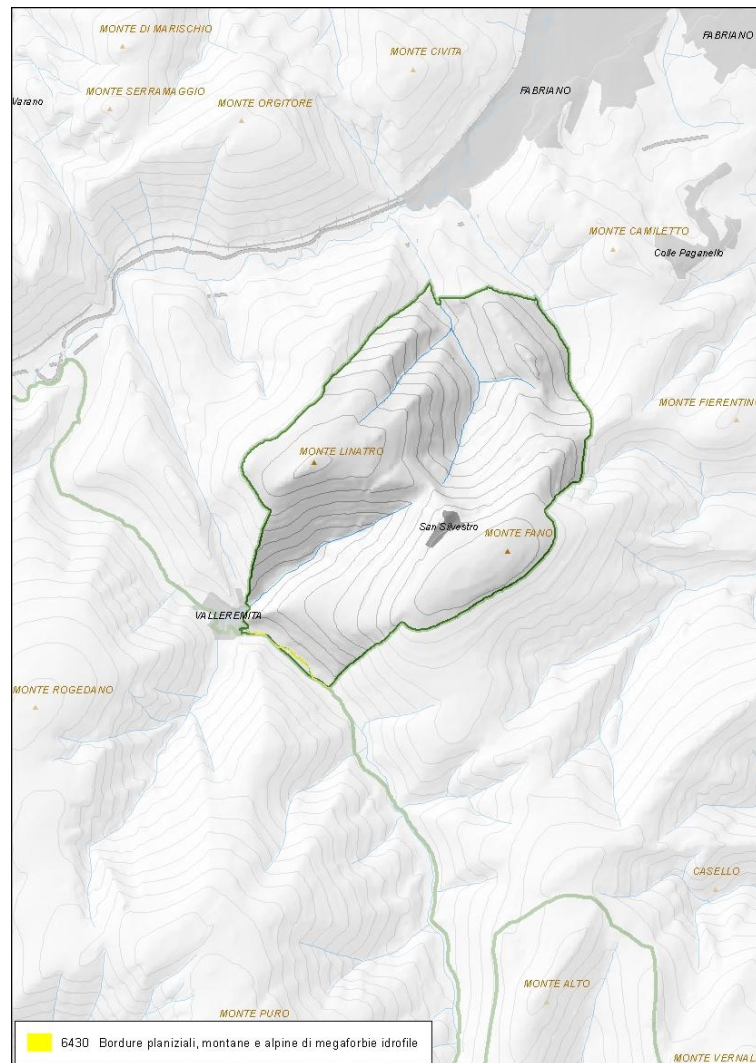 MONTE DI MARISCHIO
MONTE CIVITA
FABRIANO
MONTE SERRAMAGGIO
FABRIANO
Varano
MONTE ORGITORE
MONTE CAMILETTO
Colle Paganello
MONTE FIERENTINO
MONTE LINATRO
San Silvestro
MONTE FANO
VALLEREMITA
MONTE ROGEDANO
CASELLO
MONTE ALTO
MONTE PURO
6430 Bordure planiziali, montane e alpine di megaforbie idrofile
MONTE VERNAL